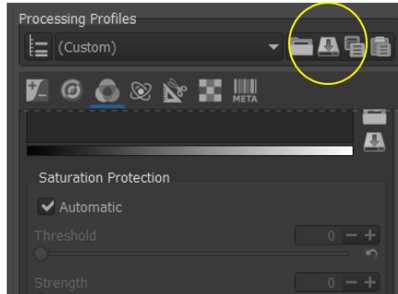 Processing Profiles
(Custom)
META
Saturation Protection
Automatic
Threshold 0
Strength 0